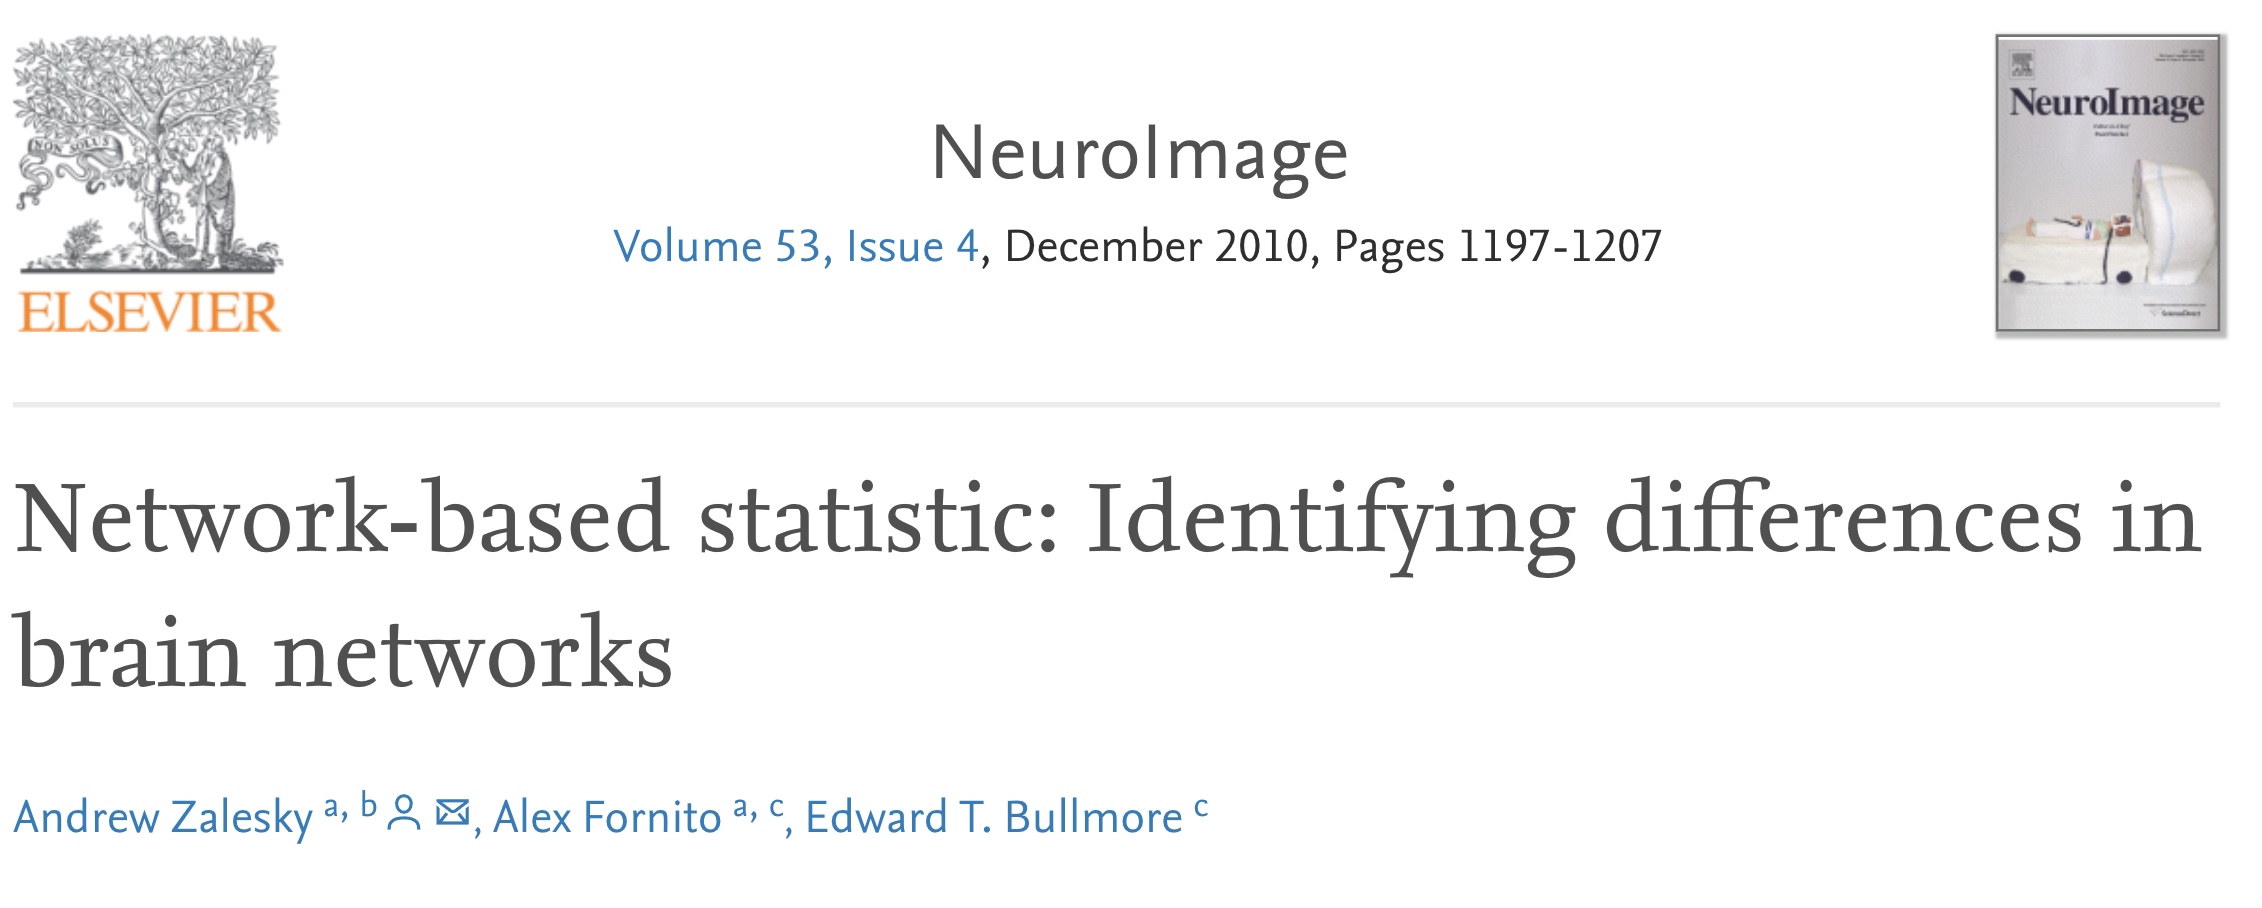 NON SOLUS
ELSEVIER
NeuroImage
Volume 53, Issue 4, December 2010, Pages 1197-1207
NeuroImage
ScienceDirect
Network-based statistic: Identifying differences in
brain networks
Andrew Zalesky a, b, Alex Fornito a, c, Edward T. Bullmore c